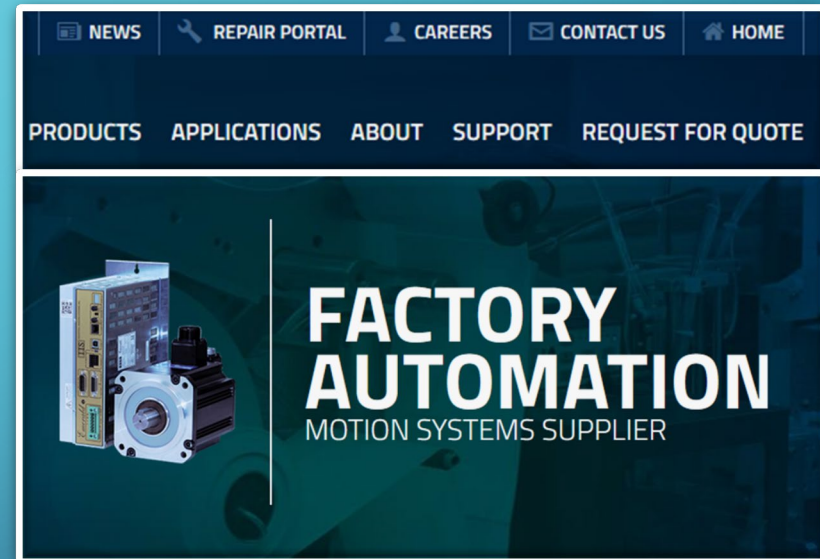 NEWS REPAIR PORTAL CAREERS CONTACT US HOME
PRODUCTS APPLICATIONS ABOUT SUPPORT REQUEST FOR QUOTE
FACTORY
AUTOMATION
MOTION SYSTEMS SUPPLIER